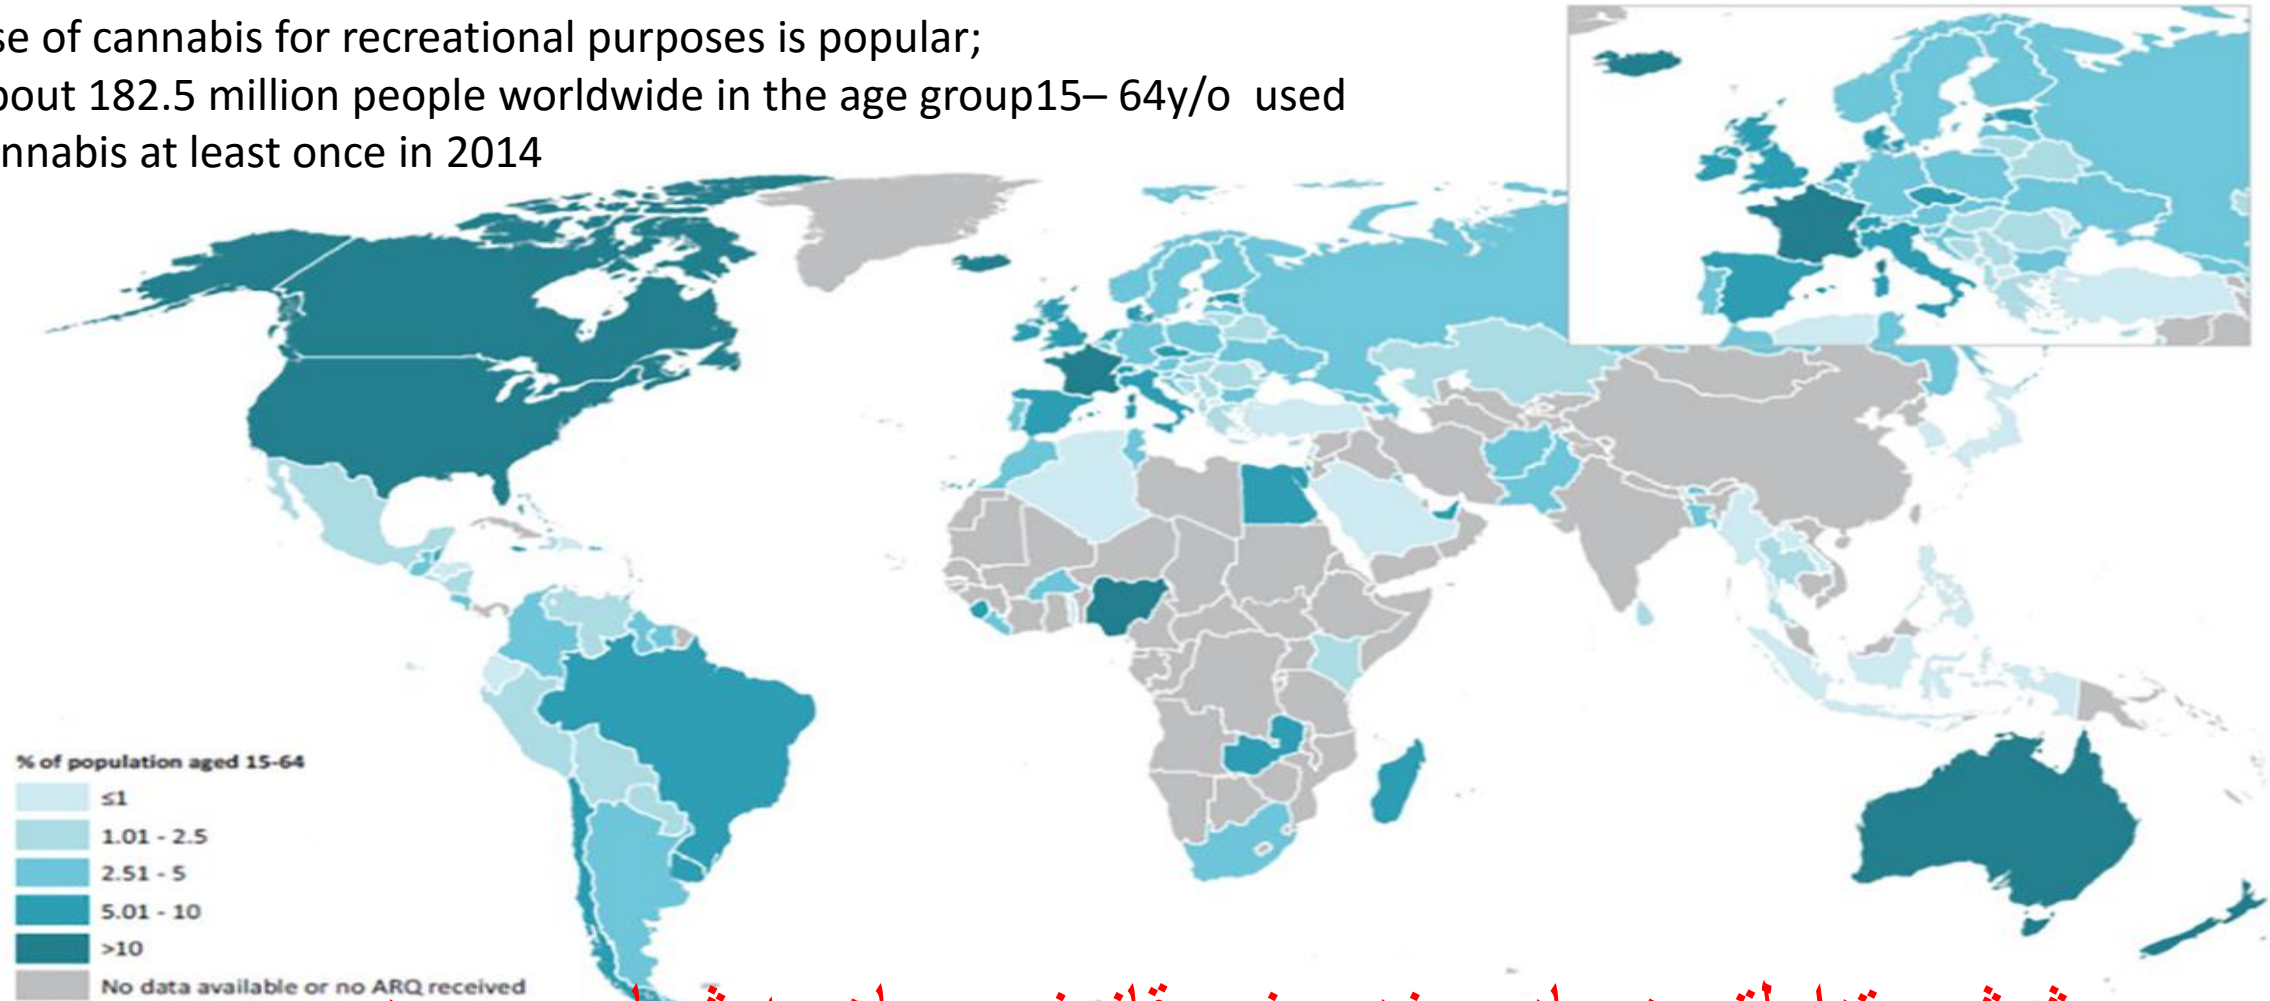 se of cannabis for recreational purposes is popular;
bout 182.5 million people worldwide in the age group15– 64y/o  used
nnabis at least once in 2014
% of population aged 15-64
≤1
1.01 - 2.5
2.51 - 5
5.01 - 10
>10
No data available or no ARQ received